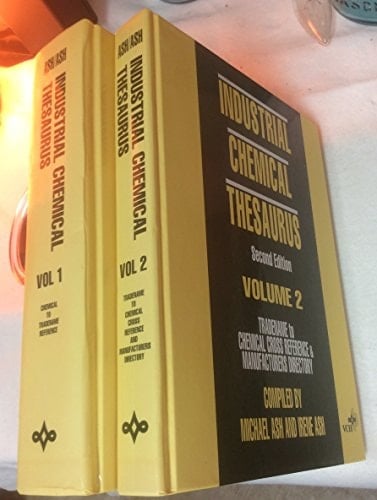 ASH/ASH
INDUSTRIAL CHEMICAL
THESAURUS
VOL 1
CHEMICAL
TO
TRADENAME
REFERENCE
ASH/ASH
INDUSTRIAL CHEMICAL
THESAURUS
VOL 2
TRADENAME
TO
CHEMICAL
CROSS
REFERENCE
AND
MANUFACTURERS
DIRECTORY
INDUSTRIAL
CHEMICAL
THESAURUS
Second Edition
VOLUME 2
TRADENAME to
CHEMICAL CROSS REFERENCE &
MANUFACTURERS DIRECTORY
COMPILED BY
MICHAEL ASH AND IRENE ASH
VCH